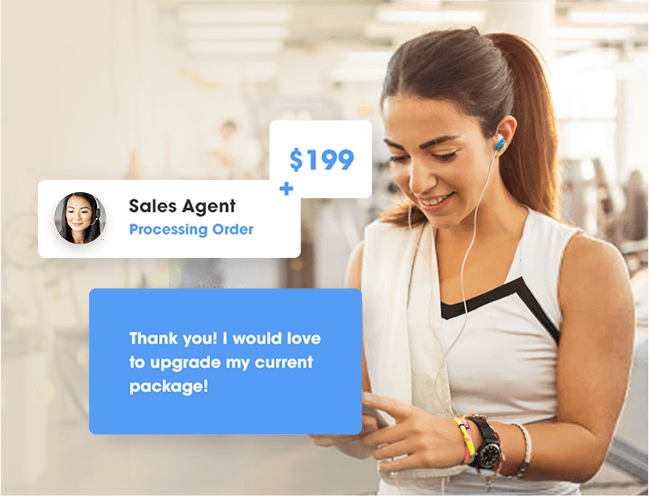 $199
+
Sales Agent
Processing Order
Thank you! I would love
to upgrade my current
package!